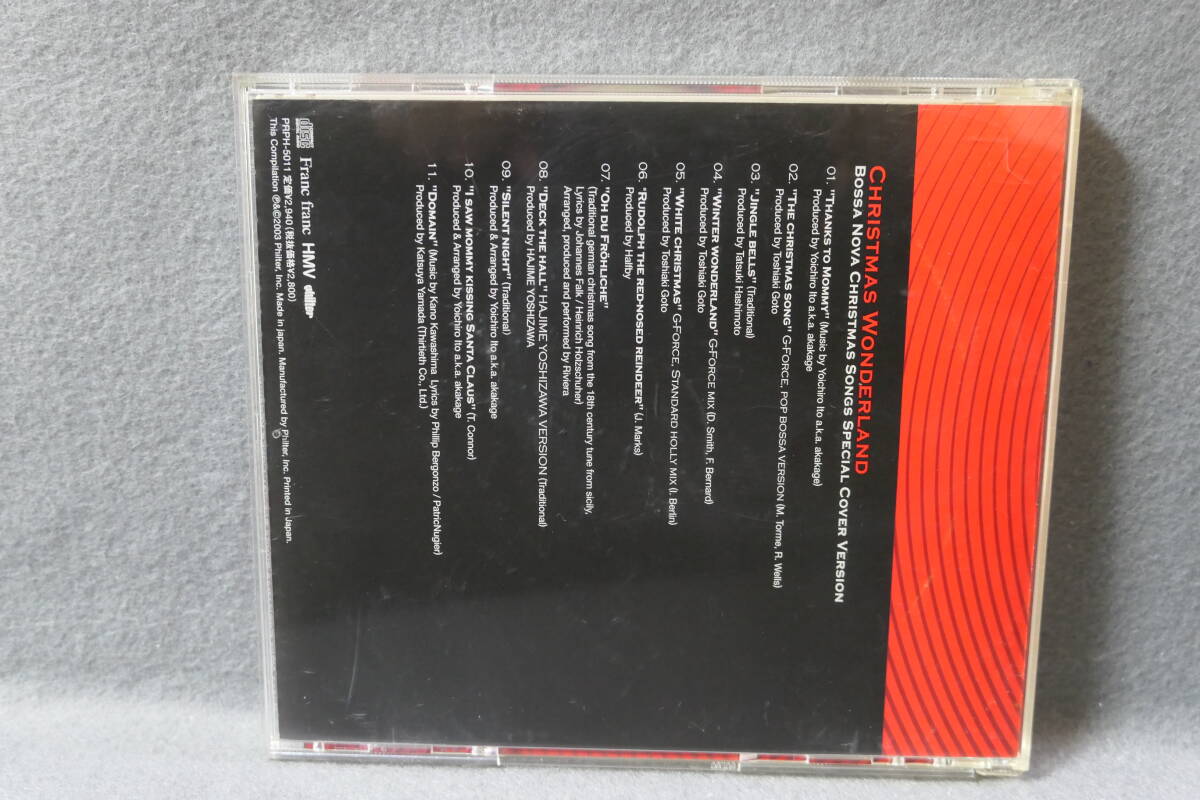 CHRISTMAS WONDERLAND
BOSSA NOVA CHRISTMAS SONGS SPECIAL COVER VERSION
01. "THANKS TO MOMMY" (Music by Yoichiro Ito a.k.a. akakage)
Produced by Yoichiro Ito a.k.a. akakage
02. "THE CHRISTMAS SONG" G-FORCE, POP BOSSA VERSION (M. Torme, R. Wells)
Produced by Toshiaki Goto
03. "JINGLE BELLS" (Traditional)
Produced by Tatsuki Hashimoto
04. "WINTER WONDERLAND" G-FORCE MIX (D. Smith, F. Bernard)
Produced by Toshiaki Goto
05. "WHITE CHRISTMAS" G-FORCE, STANDARD HOLLY MIX (I. Berlin)
Produced by Toshiaki Goto
06. "RUDOLPH THE RED-NOSED REINDEER" (J. Marks)
Produced by Halfby
07. "OH DU FRÖHLICHE"
(Traditional german christmas song from the 18th century tune from sicily,
Lyrics by Johannes Falk / Heinrich Holzschuher)
Arranged, produced and performed by Riviera
08. "DECK THE HALL" HAJIME YOSHIZAWA VERSION (Traditional)
Produced by HAJIME YOSHIZAWA
09. "SILENT NIGHT" (Traditional)
Produced & Arranged by Yoichiro Ito a.k.a. akakage
10. "I SAW MOMMY KISSING SANTA CLAUS" (T. Connor)
Produced & Arranged by Yoichiro Ito a.k.a. akakage
11. "DOMAIN" (Music by Kano Kawashima Lyrics by Phillip Bergonzo / PatricNugier)
Produced by Katsuya Yamada (Thirtieth Co., Ltd.)
disc Franc franc HMV philter
PRPH-5011 定価¥2,940 (税抜価格¥2,800)
This Compilation ℗&©2003 Philter, Inc. Made in Japan. Manufactured by Philter, Inc. Printed in Japan.